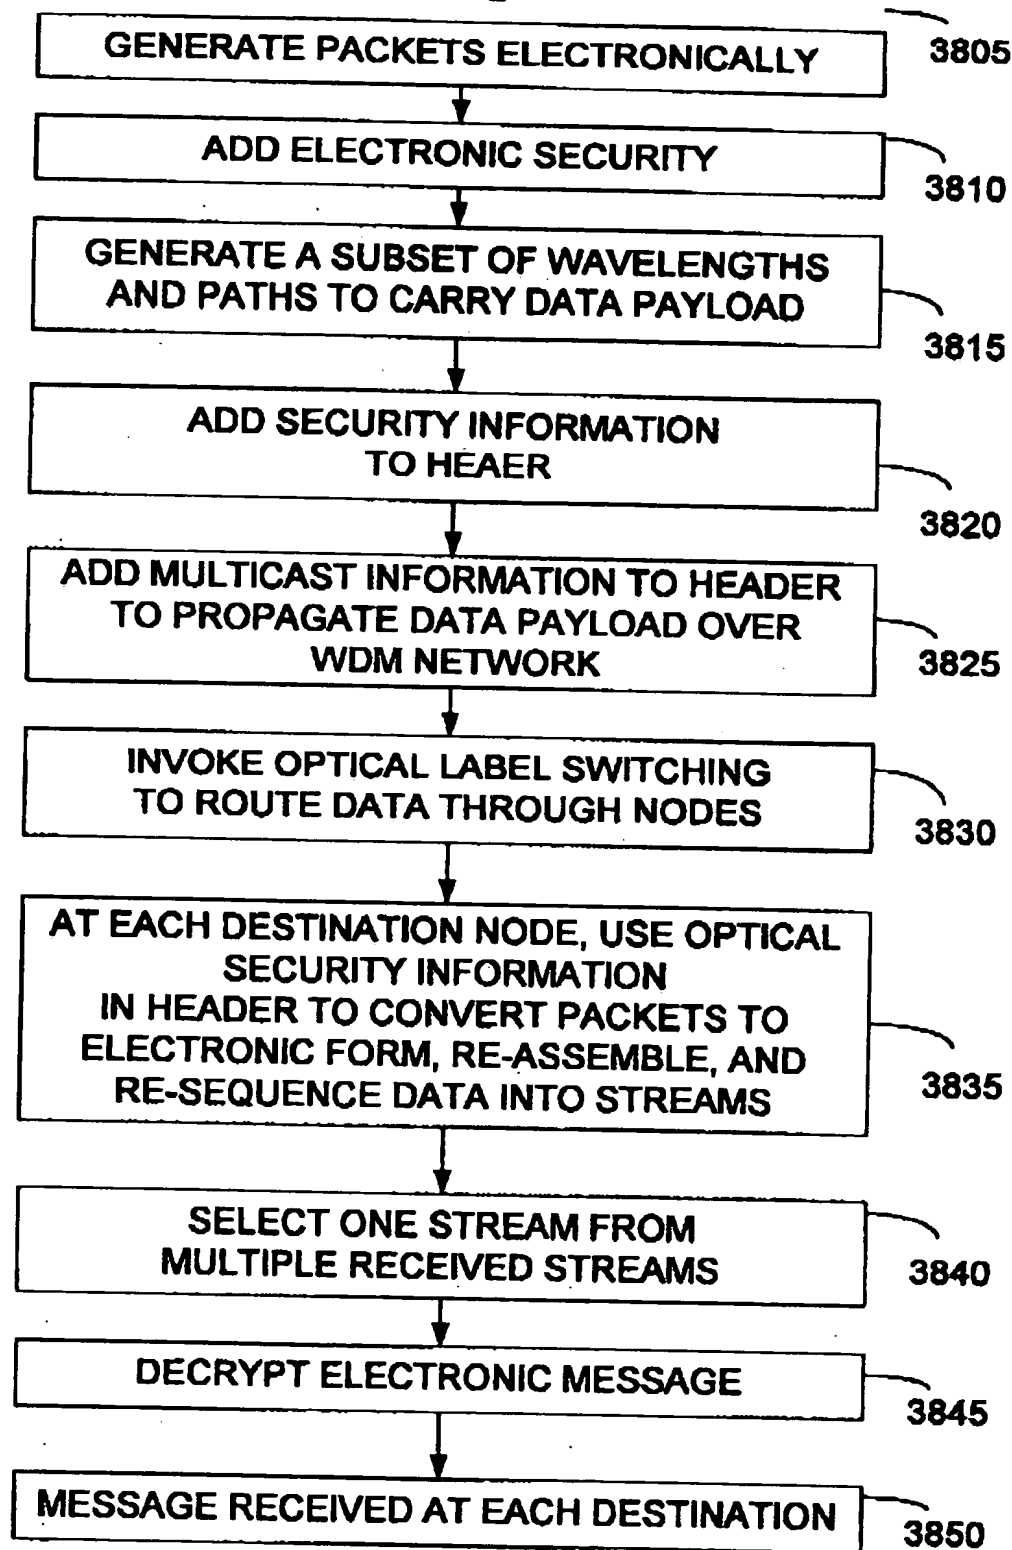 GENERATE PACKETS ELECTRONICALLY
3805
ADD ELECTRONIC SECURITY
3810
GENERATE A SUBSET OF WAVELENGTHS
AND PATHS TO CARRY DATA PAYLOAD
3815
ADD SECURITY INFORMATION
TO HEAER
3820
ADD MULTICAST INFORMATION TO HEADER
TO PROPAGATE DATA PAYLOAD OVER
WDM NETWORK
3825
INVOKE OPTICAL LABEL SWITCHING
TO ROUTE DATA THROUGH NODES
3830
AT EACH DESTINATION NODE, USE OPTICAL
SECURITY INFORMATION
IN HEADER TO CONVERT PACKETS TO
ELECTRONIC FORM, RE-ASSEMBLE, AND
RE-SEQUENCE DATA INTO STREAMS
3835
SELECT ONE STREAM FROM
MULTIPLE RECEIVED STREAMS
3840
DECRYPT ELECTRONIC MESSAGE
3845
MESSAGE RECEIVED AT EACH DESTINATION
3850